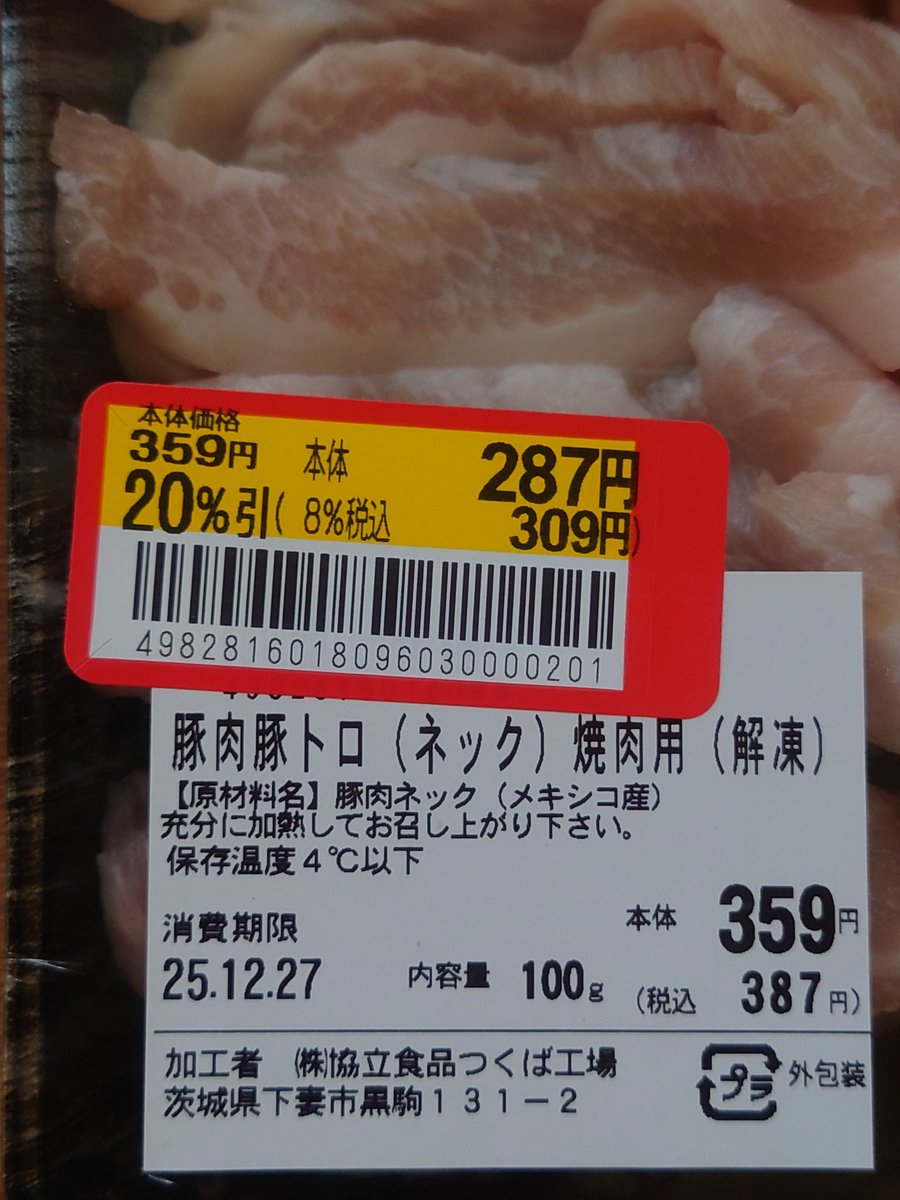 本体価格
359円 本体 287円
20%引( 8%税込 309円)
4982816018096030000201
豚肉豚トロ（ネック）焼肉用（解凍）
【原材料名】豚肉ネック（メキシコ産）
充分に加熱してお召し上がり下さい。
保存温度４℃以下
消費期限 本体 359円
25.12.27 内容量 100g （税込 387円）
加工者 ㈱協立食品つくば工場
茨城県下妻市黒駒１３１－２
プラ 外包装